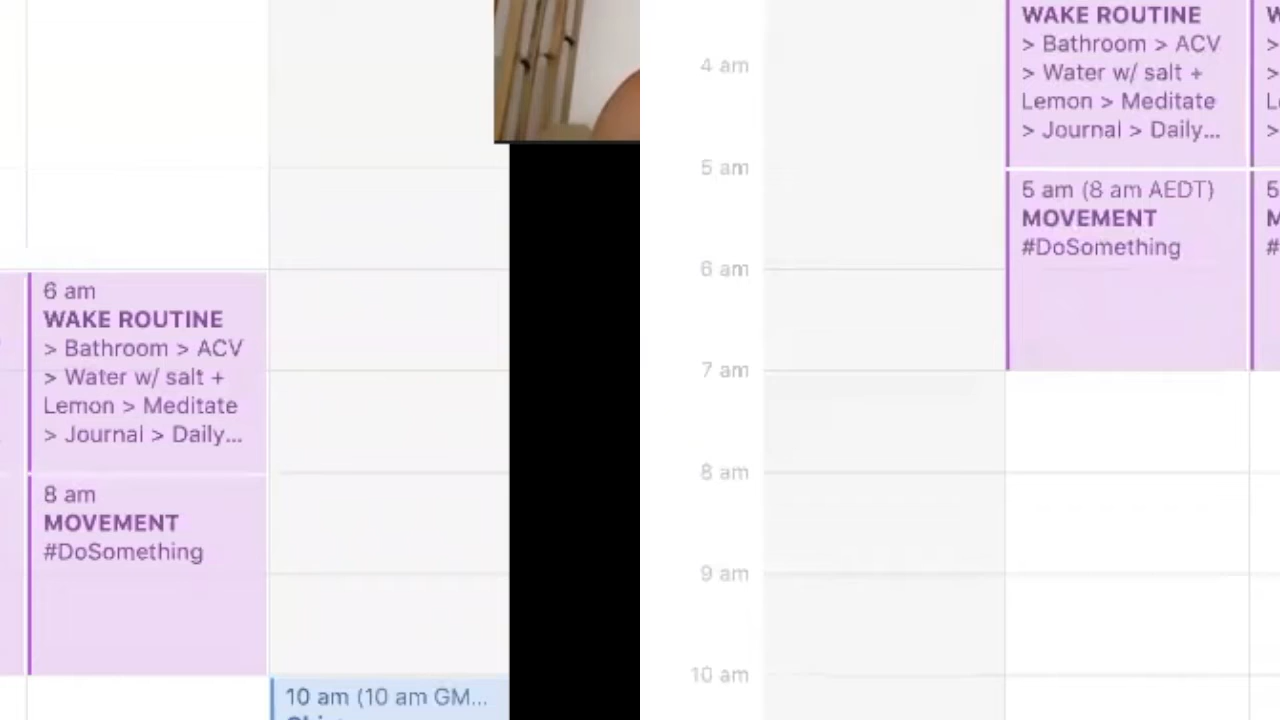 6 am
WAKE ROUTINE
> Bathroom > ACV
> Water w/ salt +
Lemon > Meditate
> Journal > Daily...
8 am
MOVEMENT
#DoSomething
10 am (10 am GM...
4 am
5 am
6 am
7 am
8 am
9 am
10 am
WAKE ROUTINE
> Bathroom > ACV
> Water w/ salt +
Lemon > Meditate
> Journal > Daily...
5 am (8 am AEDT)
MOVEMENT
#DoSomething